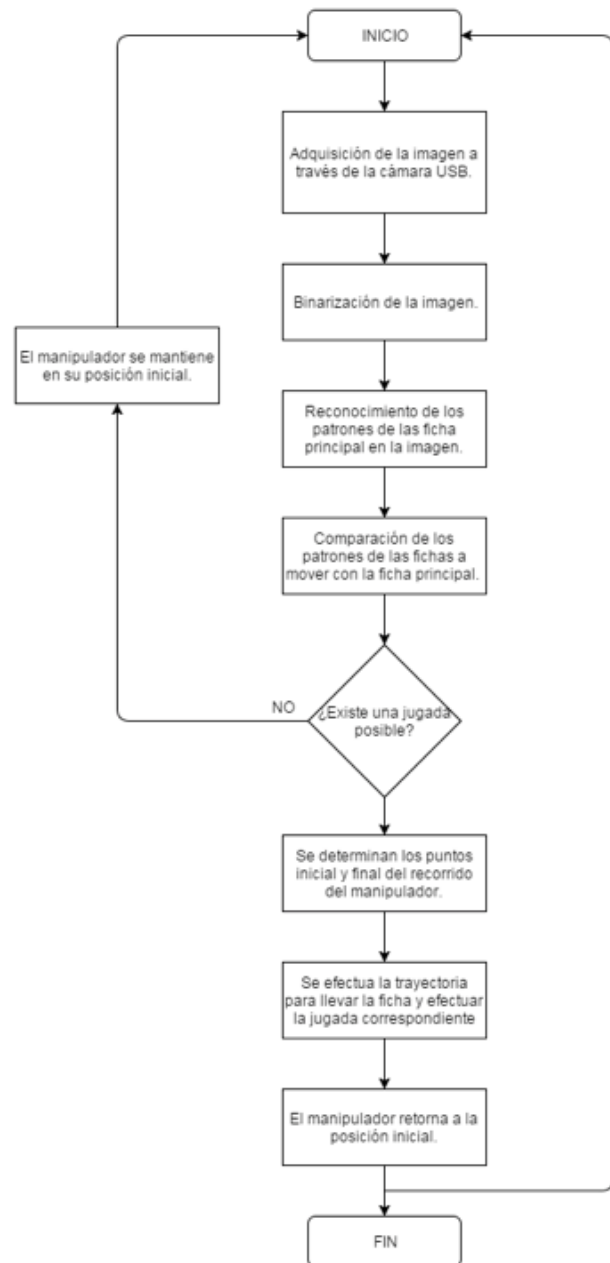 INICIO
Adquisición de la imagen a
través de la cámara USB.
Binarización de la imagen.
El manipulador se mantiene
en su posición inicial.
Reconocimiento de los
patrones de las ficha
principal en la imagen.
Comparación de los
patrones de las fichas a
mover con la ficha principal.
NO
¿Existe una jugada
posible?
Se determinan los puntos
inicial y final del recorrido
del manipulador.
Se efectua la trayectoria
para llevar la ficha y efectuar
la jugada correspondiente
El manipulador retorna a la
posición inicial.
FIN